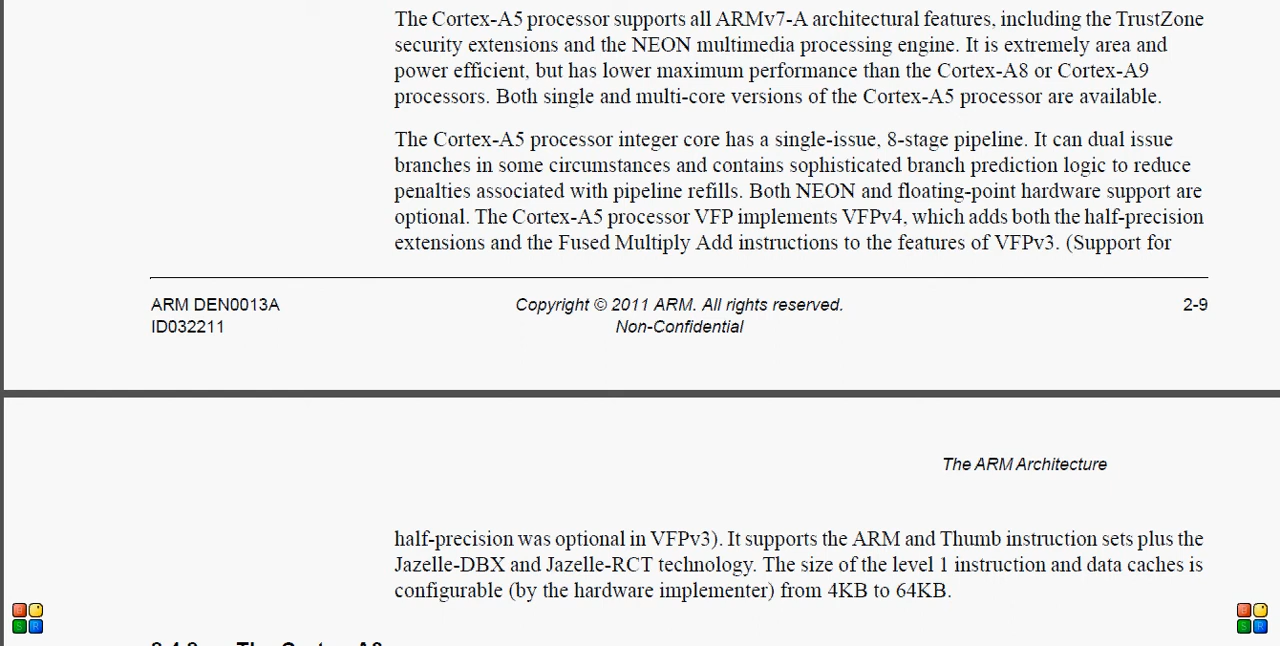 The Cortex-A5 processor supports all ARMv7-A architectural features, including the TrustZone
security extensions and the NEON multimedia processing engine. It is extremely area and
power efficient, but has lower maximum performance than the Cortex-A8 or Cortex-A9
processors. Both single and multi-core versions of the Cortex-A5 processor are available.
The Cortex-A5 processor integer core has a single-issue, 8-stage pipeline. It can dual issue
branches in some circumstances and contains sophisticated branch prediction logic to reduce
penalties associated with pipeline refills. Both NEON and floating-point hardware support are
optional. The Cortex-A5 processor VFP implements VFPv4, which adds both the half-precision
extensions and the Fused Multiply Add instructions to the features of VFPv3. (Support for
ARM DEN0013A Copyright © 2011 ARM. All rights reserved. 2-9
ID032211 Non-Confidential
The ARM Architecture
half-precision was optional in VFPv3). It supports the ARM and Thumb instruction sets plus the
Jazelle-DBX and Jazelle-RCT technology. The size of the level 1 instruction and data caches is
configurable (by the hardware implementer) from 4KB to 64KB.